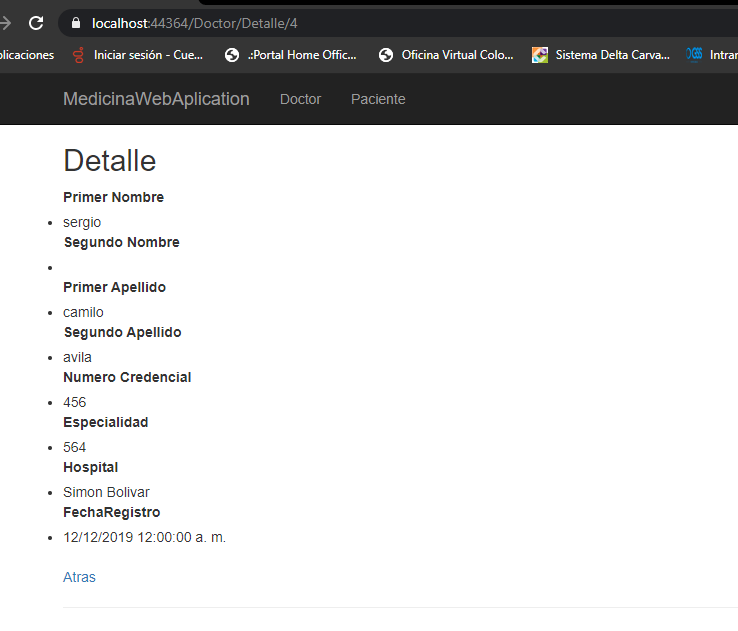 localhost:44364/Doctor/Detalle/4
plicaciones Iniciar sesión - Cue... .:Portal Home Offic... Oficina Virtual Colo... Sistema Delta Carva... Intrar
MedicinaWebAplication Doctor Paciente
Detalle
Primer Nombre
sergio
Segundo Nombre
Primer Apellido
camilo
Segundo Apellido
avila
Numero Credencial
456
Especialidad
564
Hospital
Simon Bolivar
FechaRegistro
12/12/2019 12:00:00 a. m.
Atras